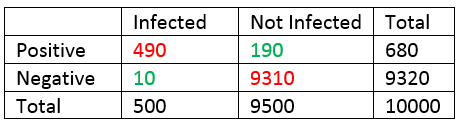 Infected Not Infected Total
Positive 490 190 680
Negative 10 9310 9320
Total 500 9500 10000